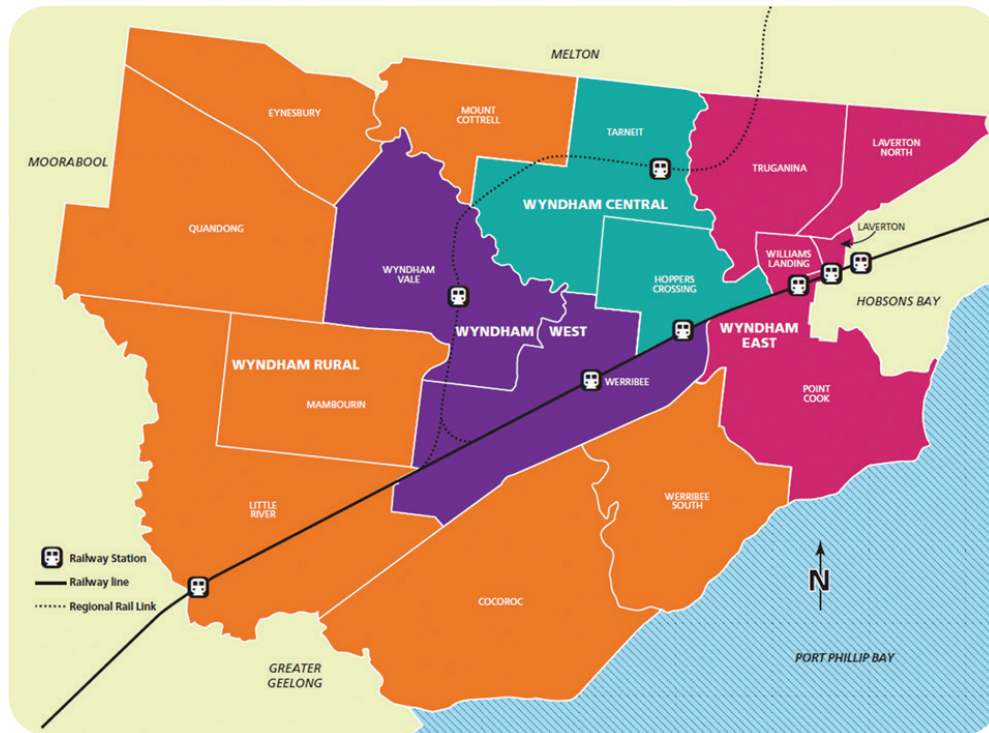 MELTON
EYNESBURY
MOUNT
COTTRELL
TARNEIT
LAVERTON
NORTH
MOORABOOL
TRUGANINA
WYNDHAM CENTRAL
QUANDONG
LAVERTON
WILLIAMS
LANDING
WYNDHAM
VALE
HOPPERS
CROSSING
HOBSONS BAY
WYNDHAM WEST
WYNDHAM
EAST
WYNDHAM RURAL
WERRIBEE
POINT
COOK
MAMBOURIN
LITTLE
RIVER
WERRIBEE
SOUTH
Railway Station
Railway line
Regional Rail Link
N
COCOROC
PORT PHILLIP BAY
GREATER
GEELONG